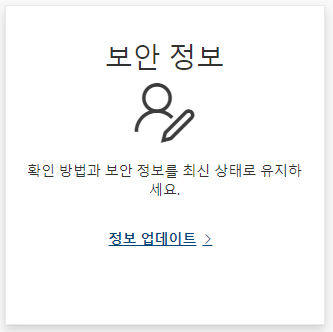 보안 정보
확인 방법과 보안 정보를 최신 상태로 유지하
세요.
정보 업데이트 >